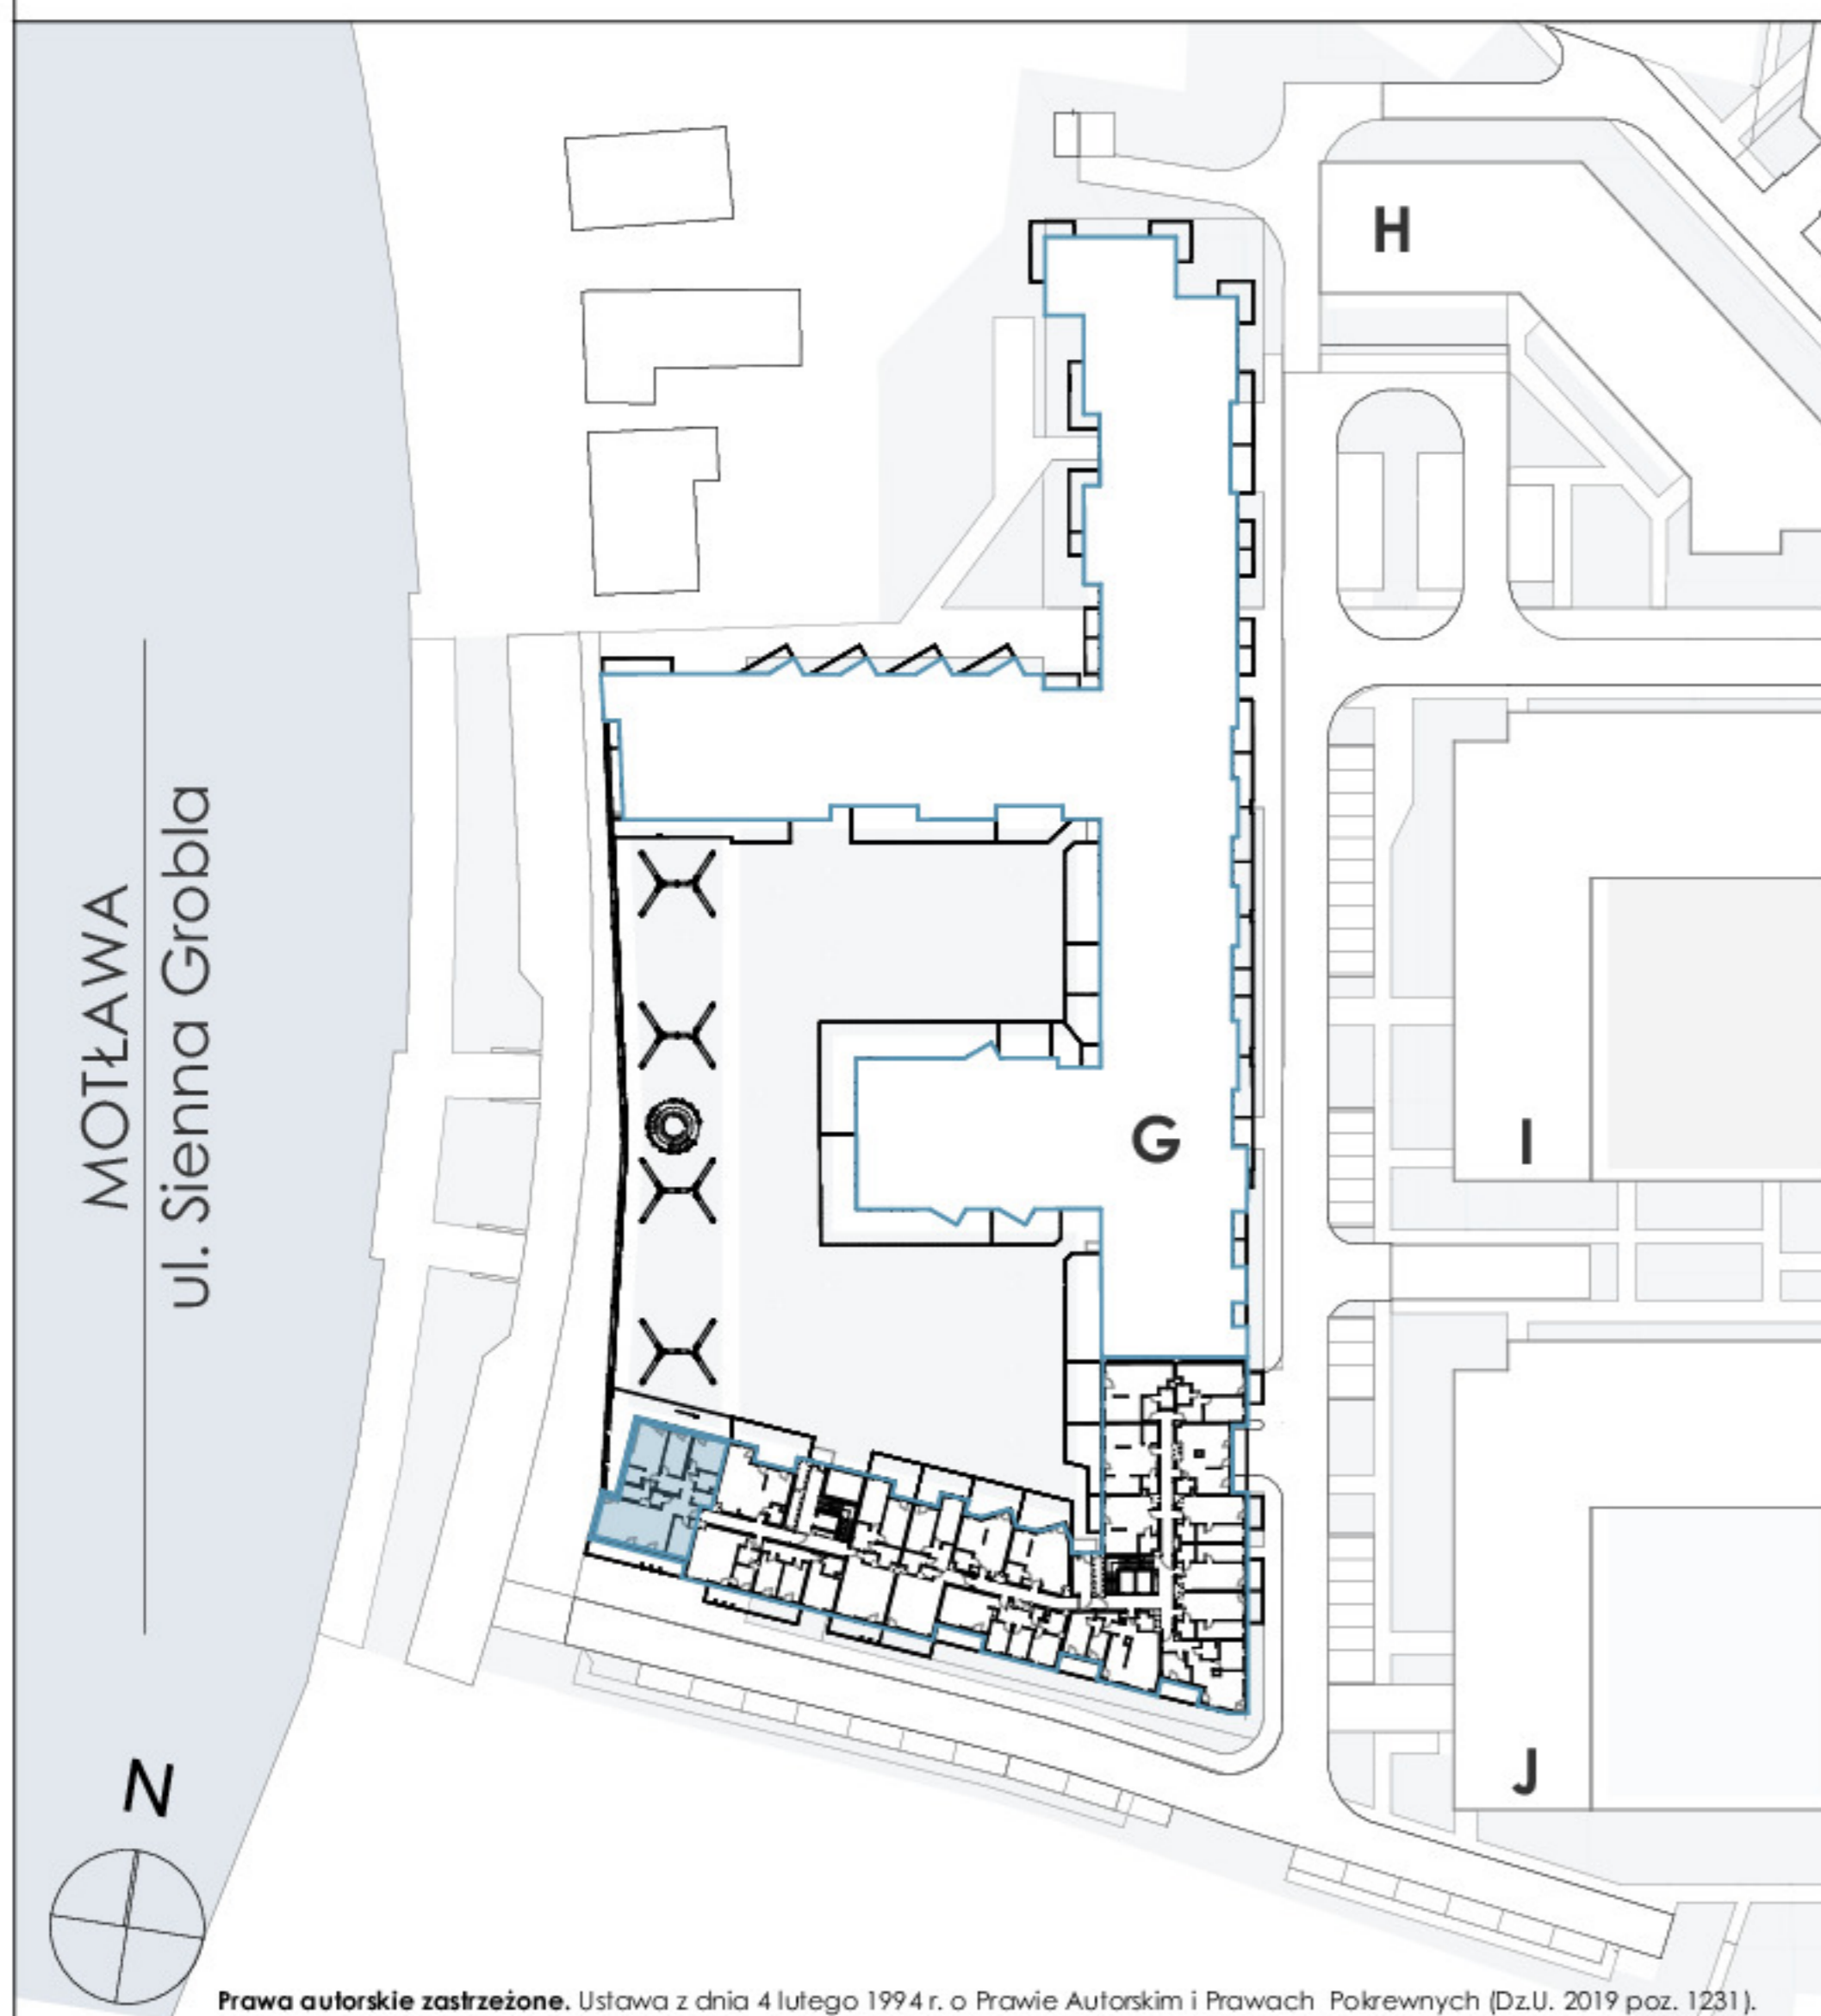 H
MOTŁAWA
ul. Sienna Grobla
G
I
J
N
Prawa autorskie zastrzeżone. Ustawa z dnia 4 lutego 1994 r. o Prawie Autorskim i Prawach Pokrewnych (Dz.U. 2019 poz. 1231).